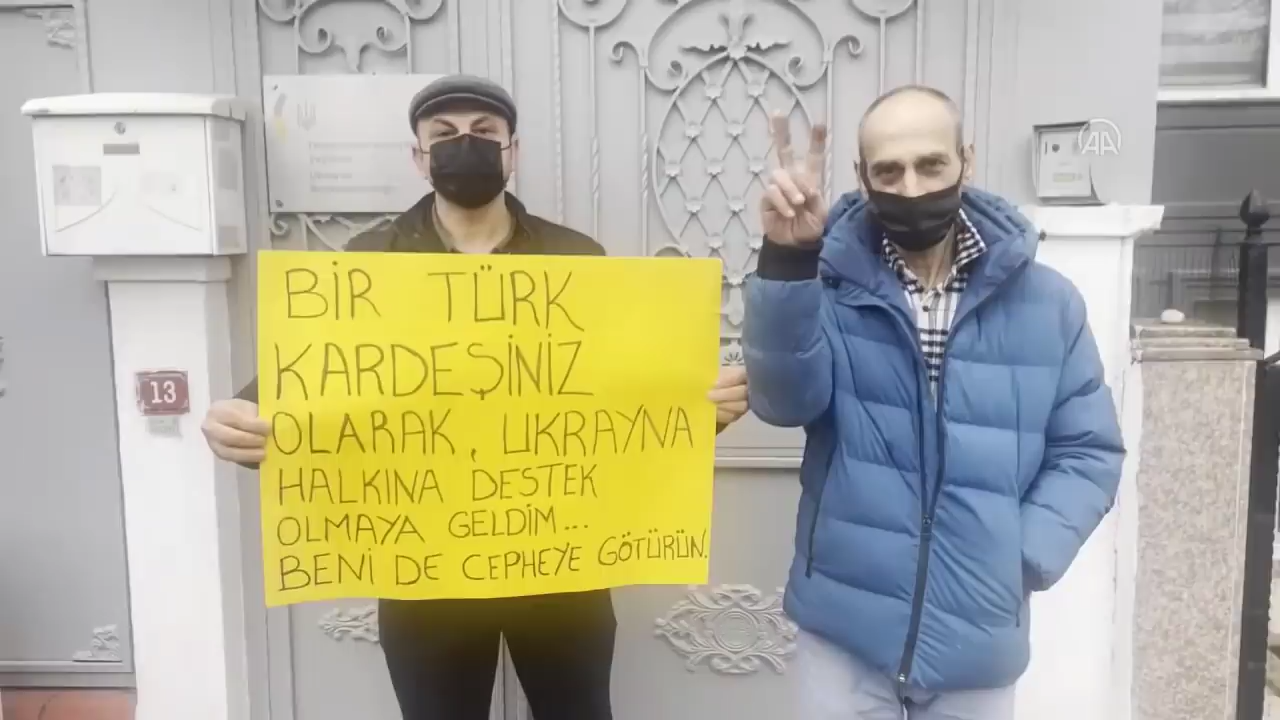 BİR TÜRK
KARDEŞİNİZ
OLARAK, UKRAYNA
HALKINA DESTEK
OLMAYA GELDİM...
BENİ DE CEPHEYE GÖTÜRÜN.
13
AA